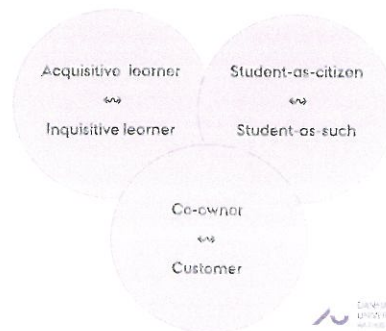 Acquisitive learner
Inquisitive learner
Student-as-citizen
Student-as-such
Co-owner
Customer